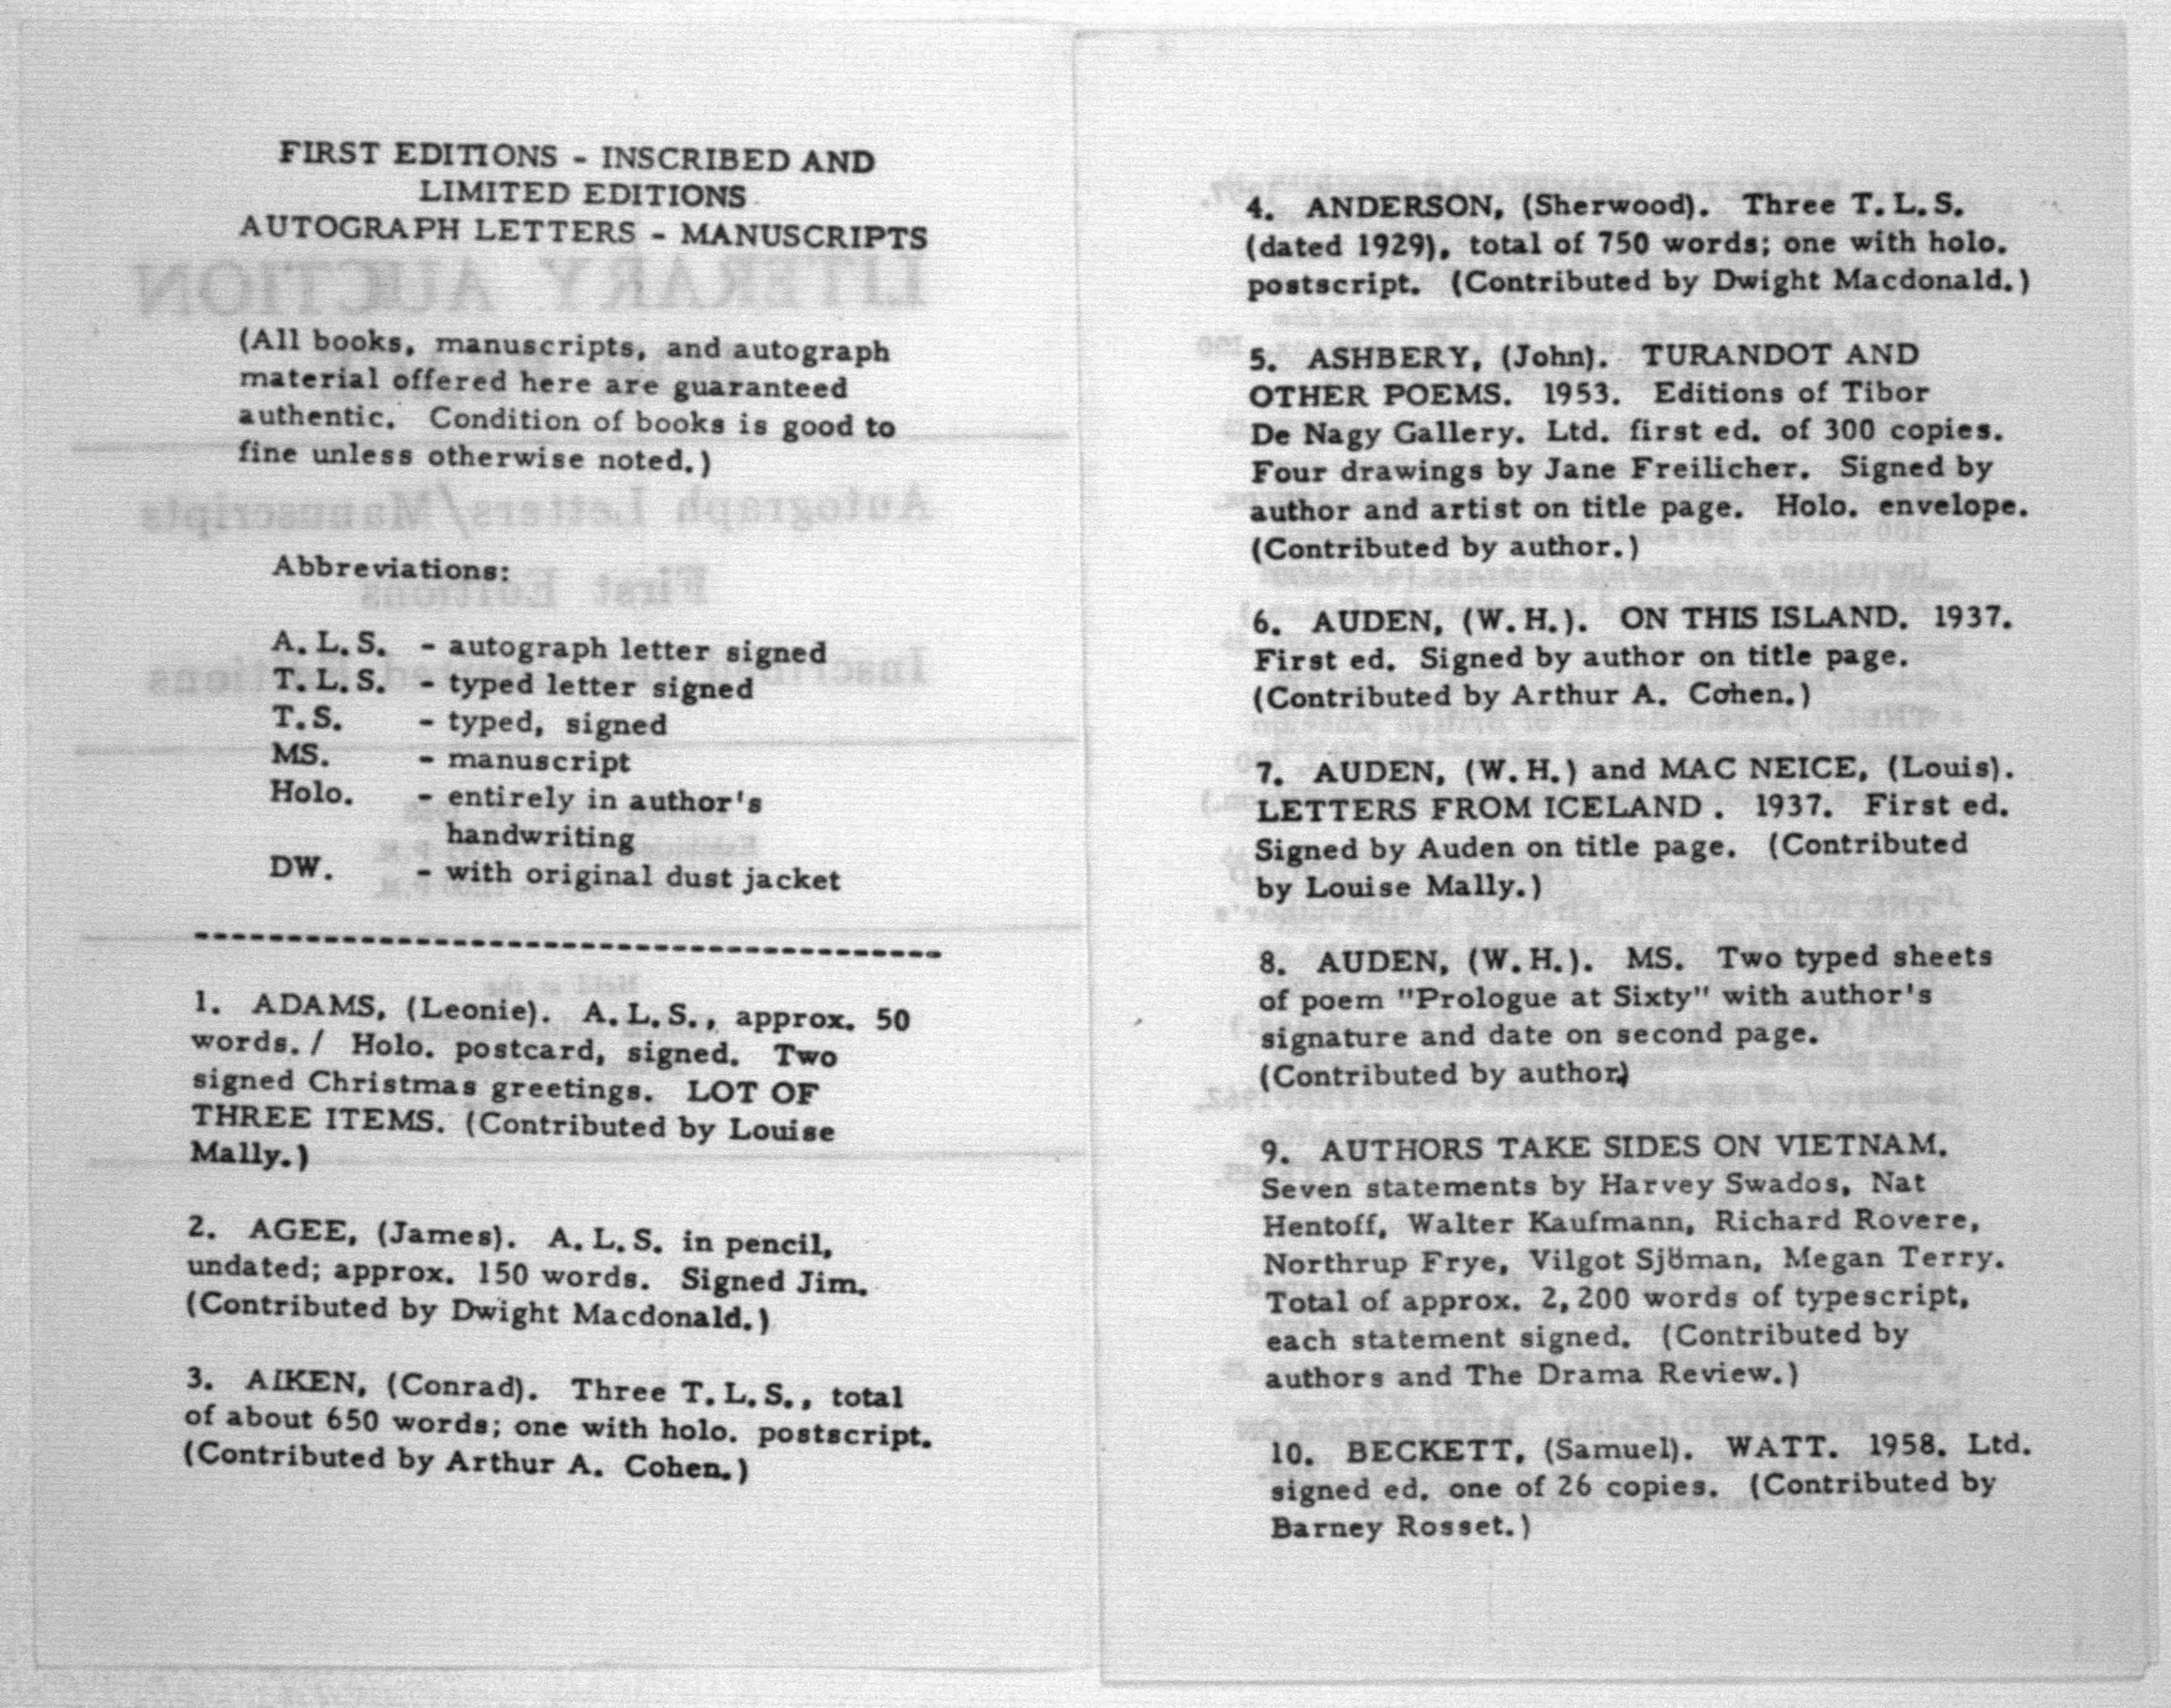 FIRST EDITIONS - INSCRIBED AND
LIMITED EDITIONS
AUTOGRAPH LETTERS - MANUSCRIPTS
(All books, manuscripts, and autograph
material offered here are guaranteed
authentic. Condition of books is good to
fine unless otherwise noted.)
Abbreviations:
A.L.S. - autograph letter signed
T.L.S. - typed letter signed
T.S. - typed, signed
MS. - manuscript
Holo. - entirely in author's
handwriting
DW. - with original dust jacket
1. ADAMS, (Leonie). A.L.S., approx. 50
words. / Holo. postcard, signed. Two
signed Christmas greetings. LOT OF
THREE ITEMS. (Contributed by Louise
Mally.)
2. AGEE, (James). A.L.S. in pencil,
undated; approx. 150 words. Signed Jim.
(Contributed by Dwight Macdonald.)
3. AIKEN, (Conrad). Three T.L.S., total
of about 650 words; one with holo. postscript.
(Contributed by Arthur A. Cohen.)
4. ANDERSON, (Sherwood). Three T.L.S.
(dated 1929), total of 750 words; one with holo.
postscript. (Contributed by Dwight Macdonald.)
5. ASHBERY, (John). TURANDOT AND
OTHER POEMS. 1953. Editions of Tibor
De Nagy Gallery. Ltd. first ed. of 300 copies.
Four drawings by Jane Freilicher. Signed by
author and artist on title page. Holo. envelope.
(Contributed by author.)
6. AUDEN, (W.H.). ON THIS ISLAND. 1937.
First ed. Signed by author on title page.
(Contributed by Arthur A. Cohen.)
7. AUDEN, (W.H.) and MAC NEICE, (Louis).
LETTERS FROM ICELAND . 1937. First ed.
Signed by Auden on title page. (Contributed
by Louise Mally.)
8. AUDEN, (W.H.). MS. Two typed sheets
of poem "Prologue at Sixty" with author's
signature and date on second page.
(Contributed by author.)
9. AUTHORS TAKE SIDES ON VIETNAM.
Seven statements by Harvey Swados, Nat
Hentoff, Walter Kaufmann, Richard Rovere,
Northrup Frye, Vilgot Sjöman, Megan Terry.
Total of approx. 2,200 words of typescript,
each statement signed. (Contributed by
authors and The Drama Review.)
10. BECKETT, (Samuel). WATT. 1958. Ltd.
signed ed. one of 26 copies. (Contributed by
Barney Rosset.)